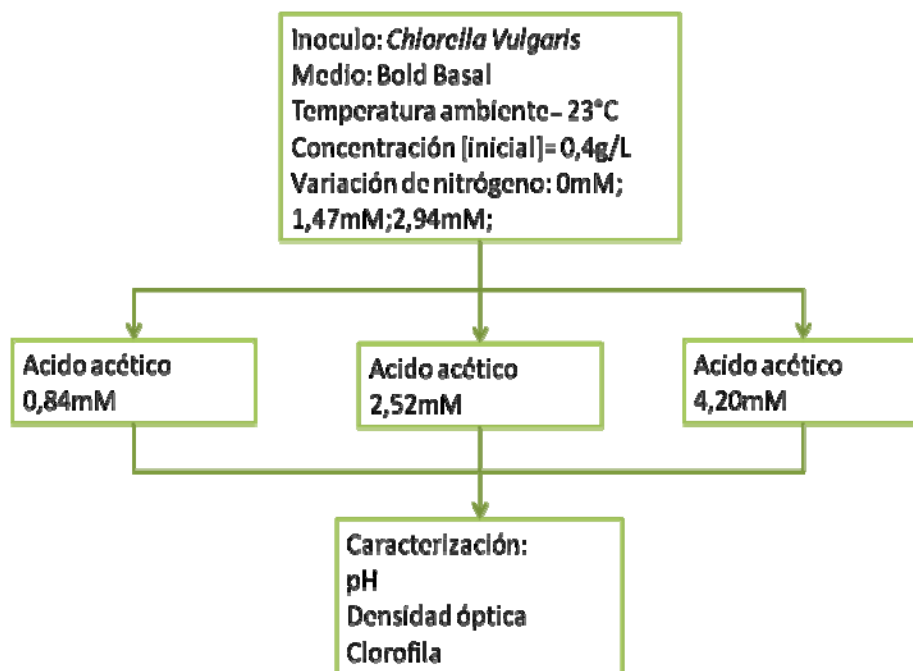 Inoculo: Chlorella Vulgaris
Medio: Bold Basal
Temperatura ambiente– 23°C
Concentración [inicial]= 0,4g/L
Variación de nitrógeno: 0mM;
1,47mM;2,94mM;
Acido acético
0,84mM
Acido acético
2,52mM
Acido acético
4,20mM
Caracterización:
pH
Densidad óptica
Clorofila